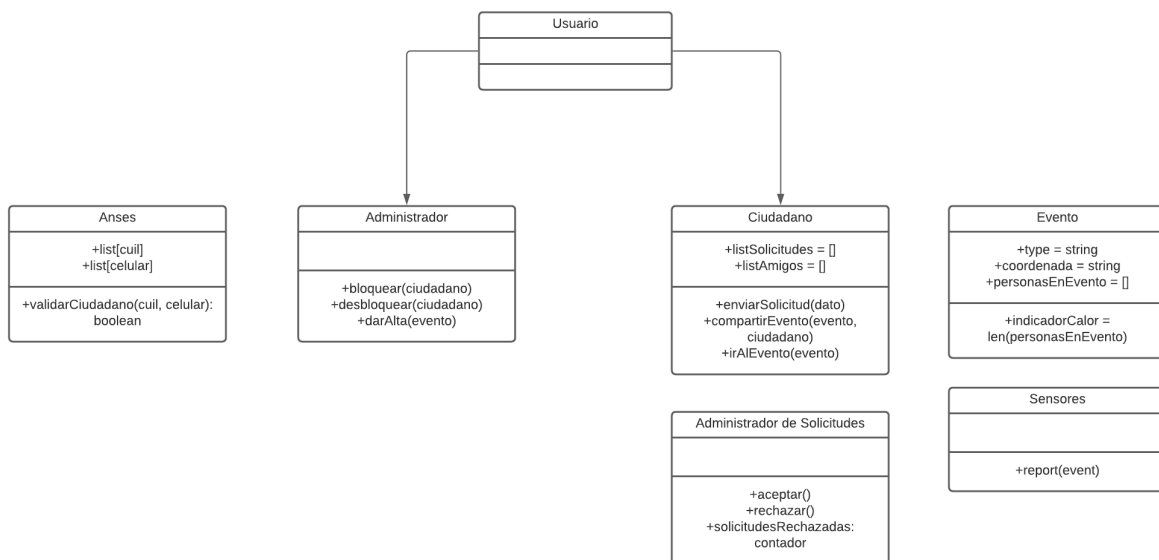 Usuario
Anses
+list[cuil]
+list[celular]
+validarCiudadano(cuil, celular):
boolean
Administrador
+bloquear(ciudadano)
+desbloquear(ciudadano)
+darAlta(evento)
Ciudadano
+listSolicitudes = []
+listAmigos = []
+enviarSolicitud(dato)
+compartirEvento(evento,
ciudadano)
+irAlEvento(evento)
Evento
+type = string
+coordenada = string
+personasEnEvento = []
+indicadorCalor =
len(personasEnEvento)
Administrador de Solicitudes
+aceptar()
+rechazar()
+solicitudesRechazadas:
contador
Sensores
+report(event)